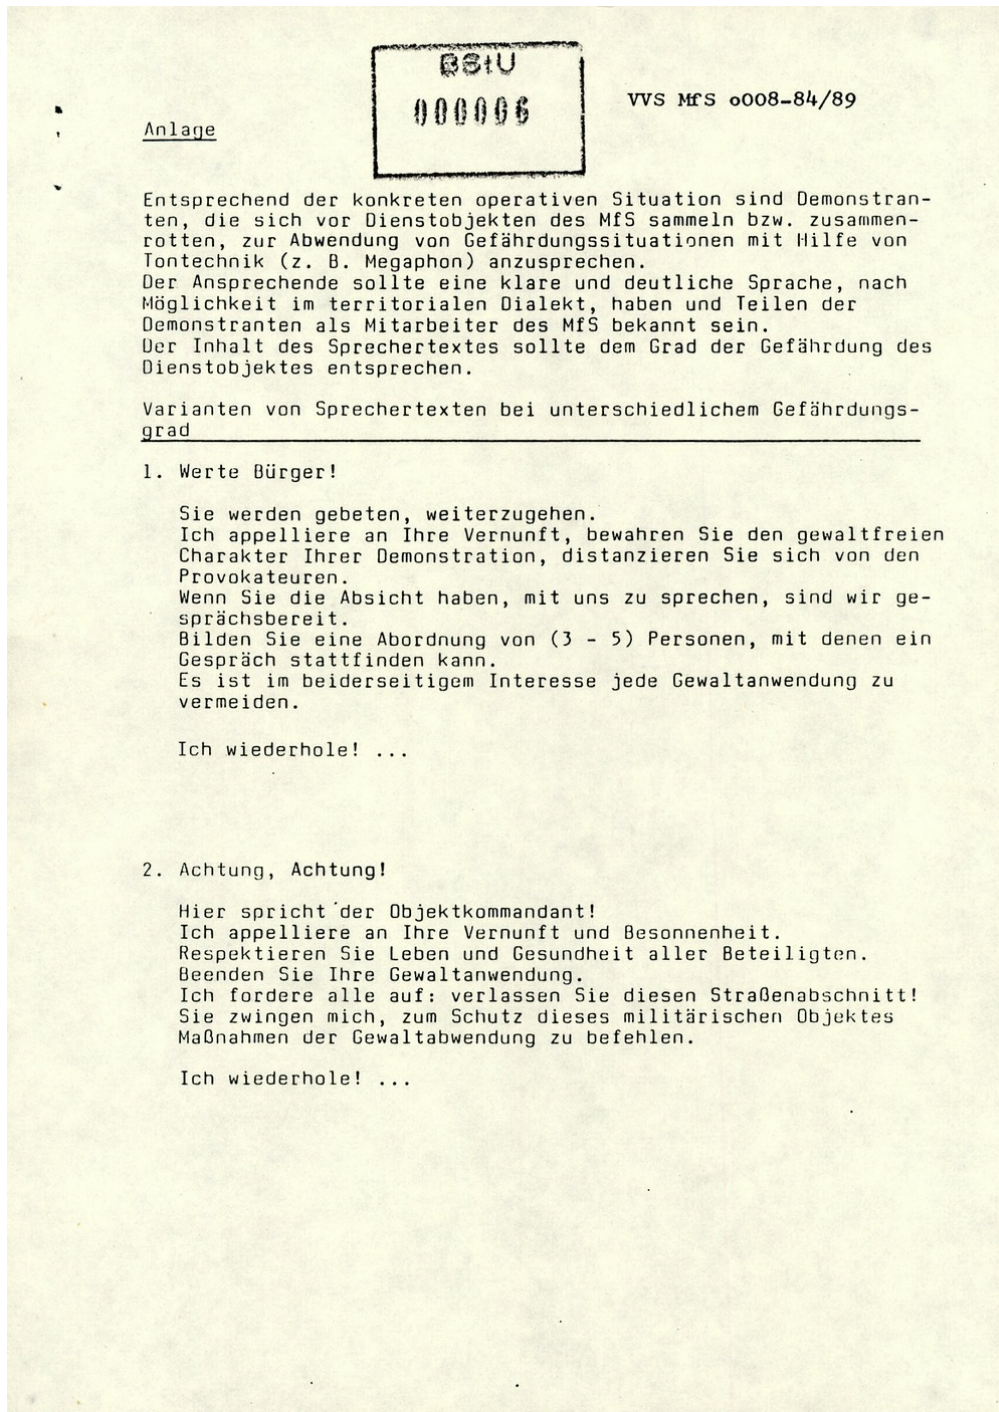 BStU
000006
VVS MfS o008-84/89
Anlage
Entsprechend der konkreten operativen Situation sind Demonstran-
ten, die sich vor Dienstobjekten des MfS sammeln bzw. zusammen-
rotten, zur Abwendung von Gefährdungssituationen mit Hilfe von
Tontechnik (z. B. Megaphon) anzusprechen.
Der Ansprechende sollte eine klare und deutliche Sprache, nach
Möglichkeit im territorialen Dialekt, haben und Teilen der
Demonstranten als Mitarbeiter des MfS bekannt sein.
Der Inhalt des Sprechertextes sollte dem Grad der Gefährdung des
Dienstobjektes entsprechen.
Varianten von Sprechertexten bei unterschiedlichem Gefährdungs-
grad
1. Werte Bürger!
Sie werden gebeten, weiterzugehen.
Ich appelliere an Ihre Vernunft, bewahren Sie den gewaltfreien
Charakter Ihrer Demonstration, distanzieren Sie sich von den
Provokateuren.
Wenn Sie die Absicht haben, mit uns zu sprechen, sind wir ge-
sprächsbereit.
Bilden Sie eine Abordnung von (3 - 5) Personen, mit denen ein
Gespräch stattfinden kann.
Es ist im beiderseitigem Interesse jede Gewaltanwendung zu
vermeiden.
Ich wiederhole! ...
2. Achtung, Achtung!
Hier spricht der Objektkommandant!
Ich appelliere an Ihre Vernunft und Besonnenheit.
Respektieren Sie Leben und Gesundheit aller Beteiligten.
Beenden Sie Ihre Gewaltanwendung.
Ich fordere alle auf: verlassen Sie diesen Straßenabschnitt!
Sie zwingen mich, zum Schutz dieses militärischen Objektes
Maßnahmen der Gewaltabwendung zu befehlen.
Ich wiederhole! ...